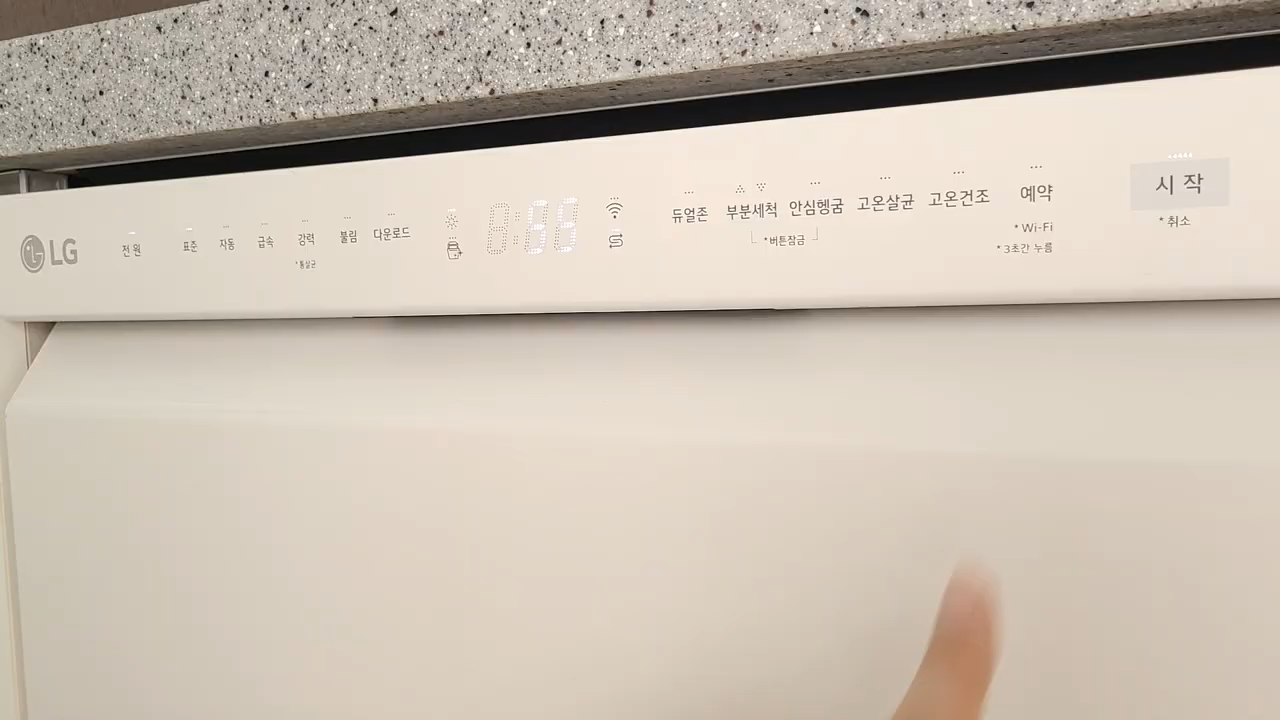 LG
전원
표준
자동
급속
강력
*통살균
불림
다운로드
듀얼존
부분세척
안심헹굼
*버튼잠금
고온살균
고온건조
예약
*Wi-Fi
*3초간 누름
시작
*취소